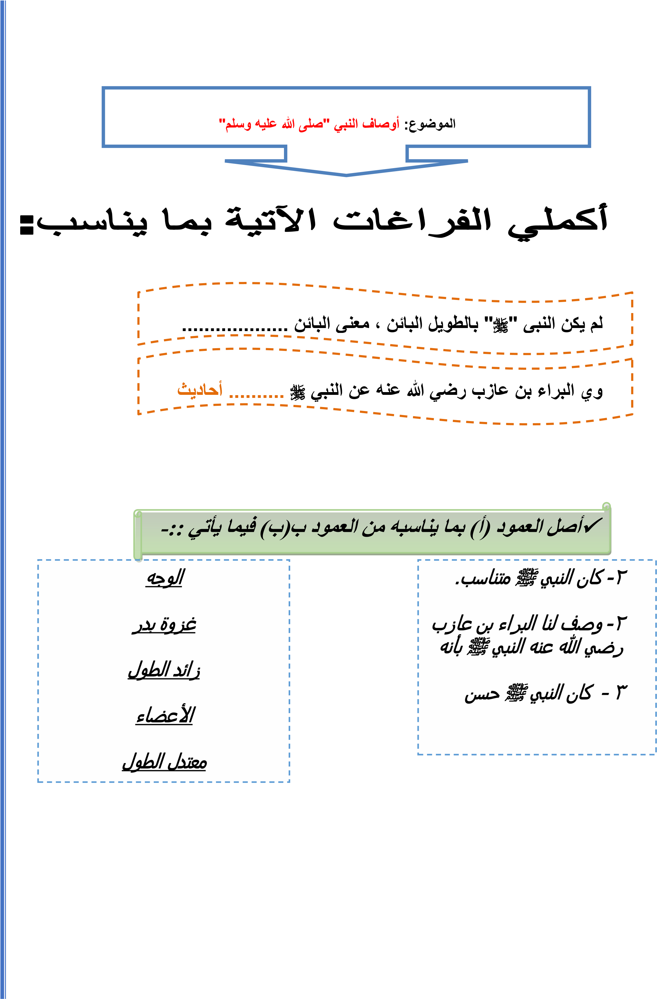 الموضوع: أوصاف النبي "صلى الله عليه وسلم"
أكملي الفراغات الآتية بما يناسب:
لم يكن النبى "ﷺ" بالطويل البائن ، معنى البائن ...................
وي البراء بن عازب رضي الله عنه عن النبي ﷺ .......... أحاديث
✓أصل العمود (أ) بما يناسبه من العمود ب(ب) فيما يأتي ::-
٢- كان النبي ﷺ متناسب.
٢- وصف لنا البراء بن عازب
رضي الله عنه النبي ﷺ بأنه
٣ - كان النبي ﷺ حسن
الوجه
غزوة بدر
زائد الطول
الأعضاء
معتدل الطول